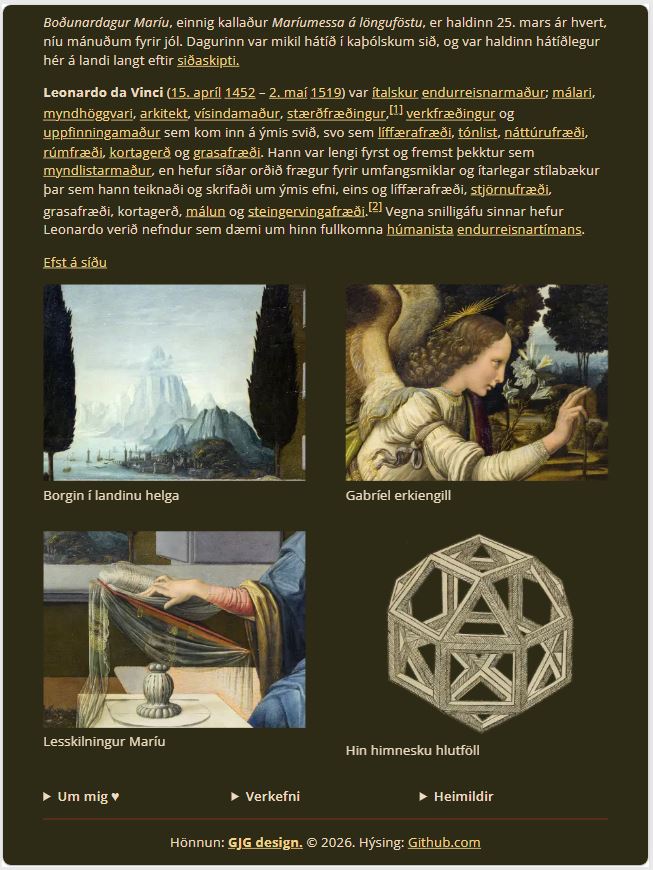 Boðunardagur Maríu, einnig kallaður Maríumessa á lönguföstu, er haldinn 25. mars ár hvert,
níu mánuðum fyrir jól. Dagurinn var mikil hátíð í kaþólskum sið, og var haldinn hátíðlegur
hér á landi langt eftir siðaskipti.
Leonardo da Vinci (15. apríl 1452 – 2. maí 1519) var ítalskur endurreisnarmaður; málari,
myndhöggvari, arkitekt, vísindamaður, stærðfræðingur,[1] verkfræðingur og
uppfinningamaður sem kom inn á ýmis svið, svo sem líffærafræði, tónlist, náttúrufræði,
rúmfræði, kortagerð og grasafræði. Hann var lengi fyrst og fremst þekktur sem
myndlistarmaður, en hefur síðar orðið frægur fyrir umfangsmiklar og ítarlegar stílabækur
þar sem hann teiknaði og skrifaði um ýmis efni, eins og líffærafræði, stjörnufræði,
grasafræði, kortagerð, málun og steingervingafræði.[2] Vegna snilligáfu sinnar hefur
Leonardo verið nefndur sem dæmi um hinn fullkomna húmanista endurreisnartímans.
Efst á síðu
Borgin í landinu helga
Gabríel erkiengill
Lesskilningur Maríu
Hin himnesku hlutföll
▶ Um mig ♥ ▶ Verkefni ▶ Heimildir
Hönnun: GJG design. © 2026. Hýsing: Github.com